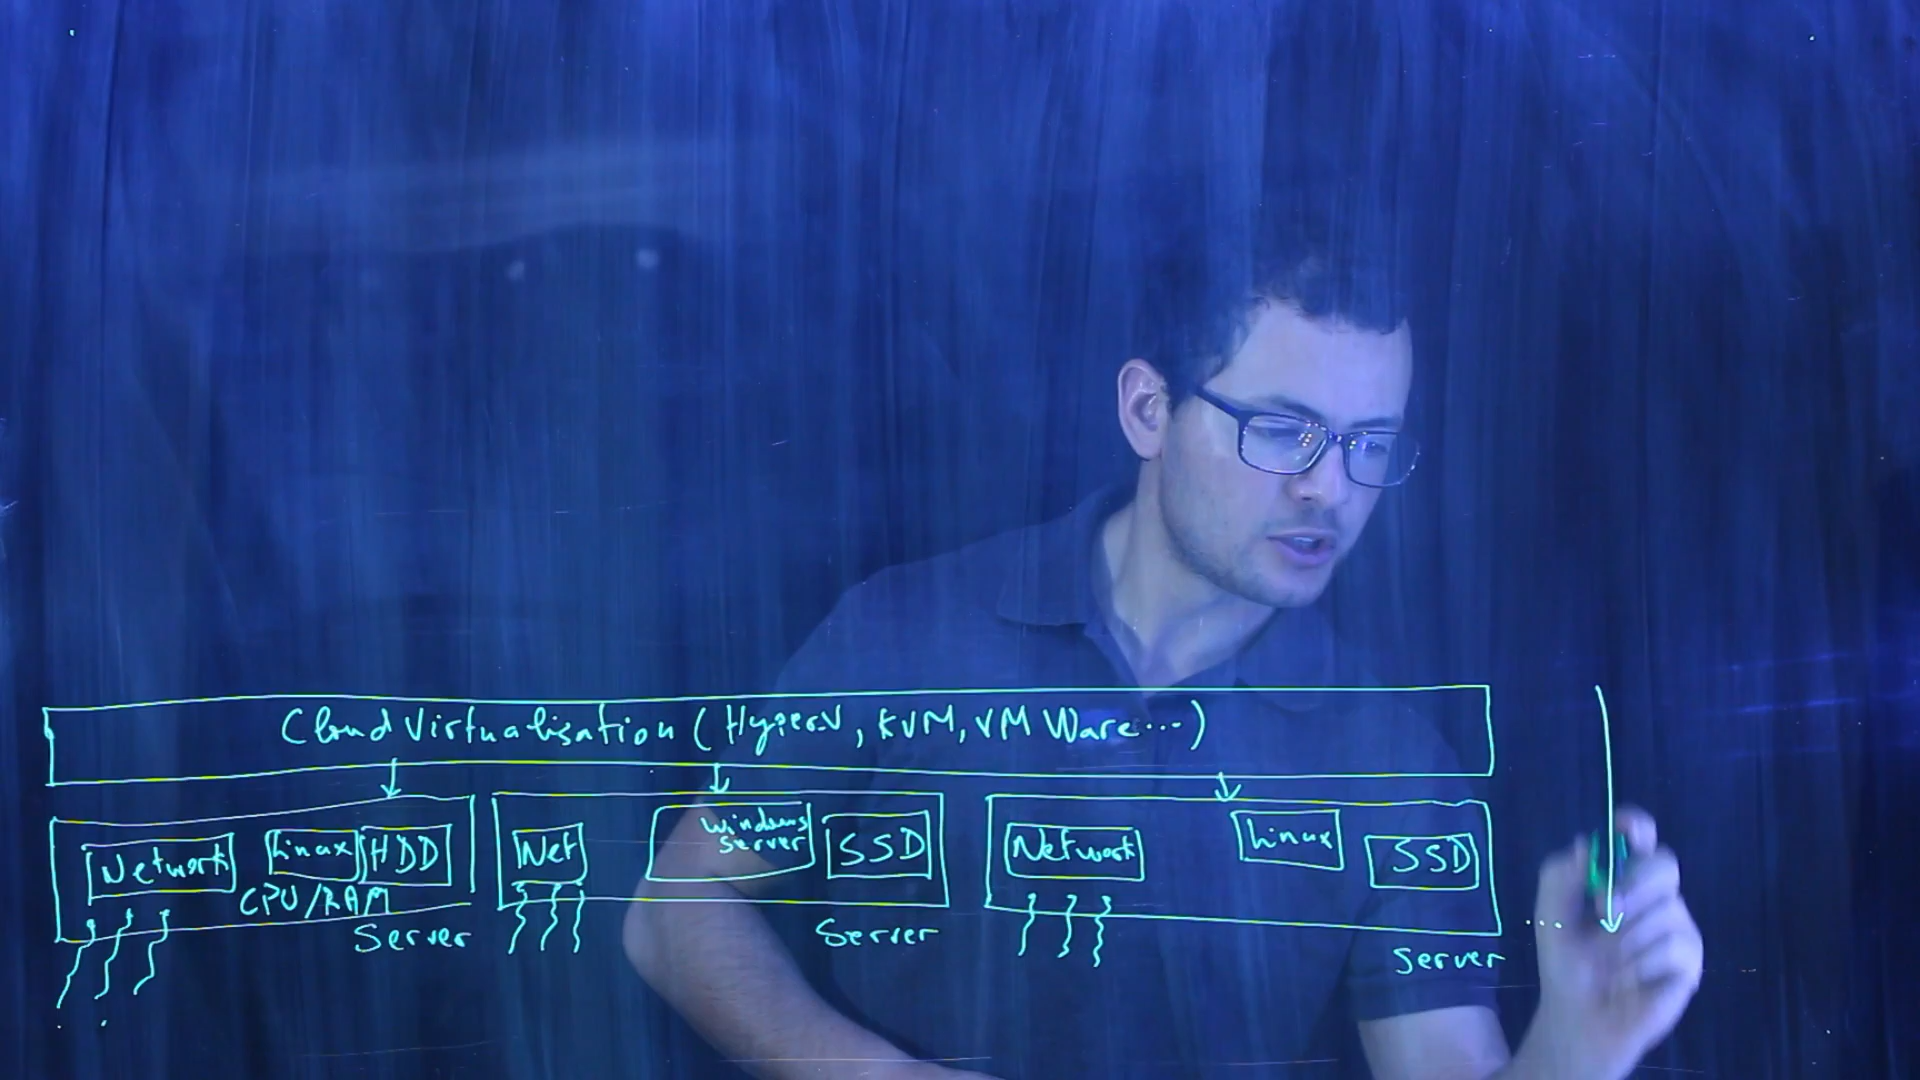 Cloud Virtualisation (HyperV, KVM, VM Ware...)
Network Linux HDD
CPU/RAM
Server
Net Windows Server SSD
Server
Network Linux SSD
Server
...